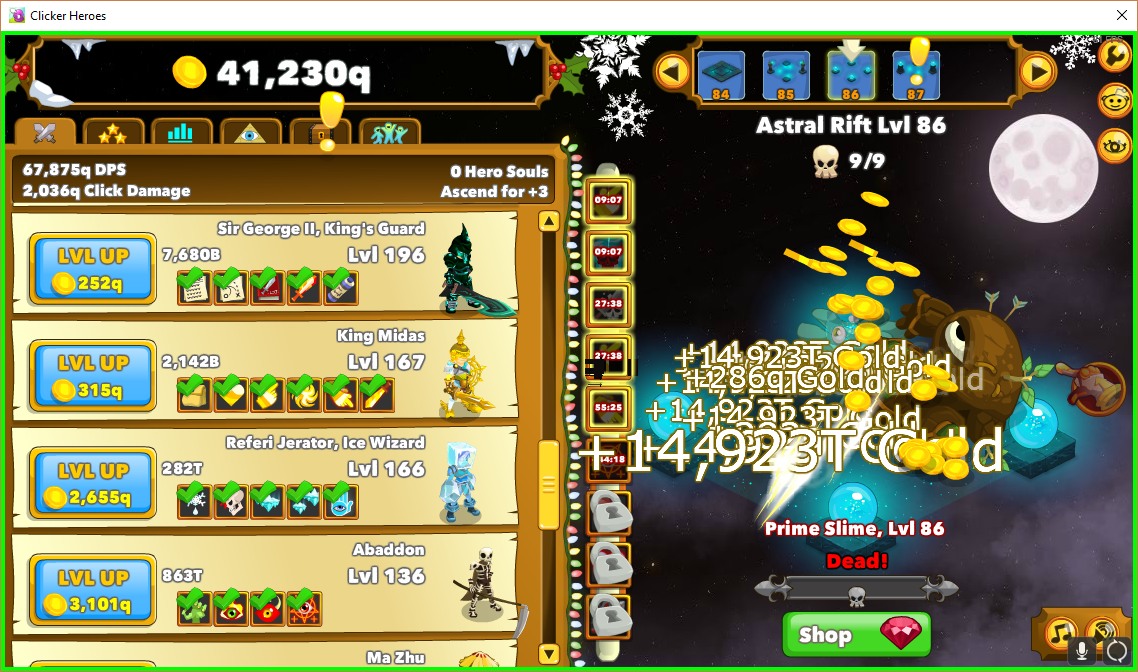 Clicker Heroes
41,230q
84
85
86
87
Astral Rift Lvl 86
9/9
67,875q DPS
2,036q Click Damage
0 Hero Souls
Ascend for +3
Sir George II, King's Guard
LVL UP
252q
7,680B
Lvl 196
King Midas
LVL UP
315q
2,142B
Lvl 167
Referi Jerator, Ice Wizard
LVL UP
2,655q
282T
Lvl 166
Abaddon
LVL UP
3,101q
863T
Lvl 136
Ma Zhu
09:07
09:07
27:38
27:38
55:25
+286q Gold
+14,923T Gold
Prime Slime, Lvl 86
Dead!
Shop